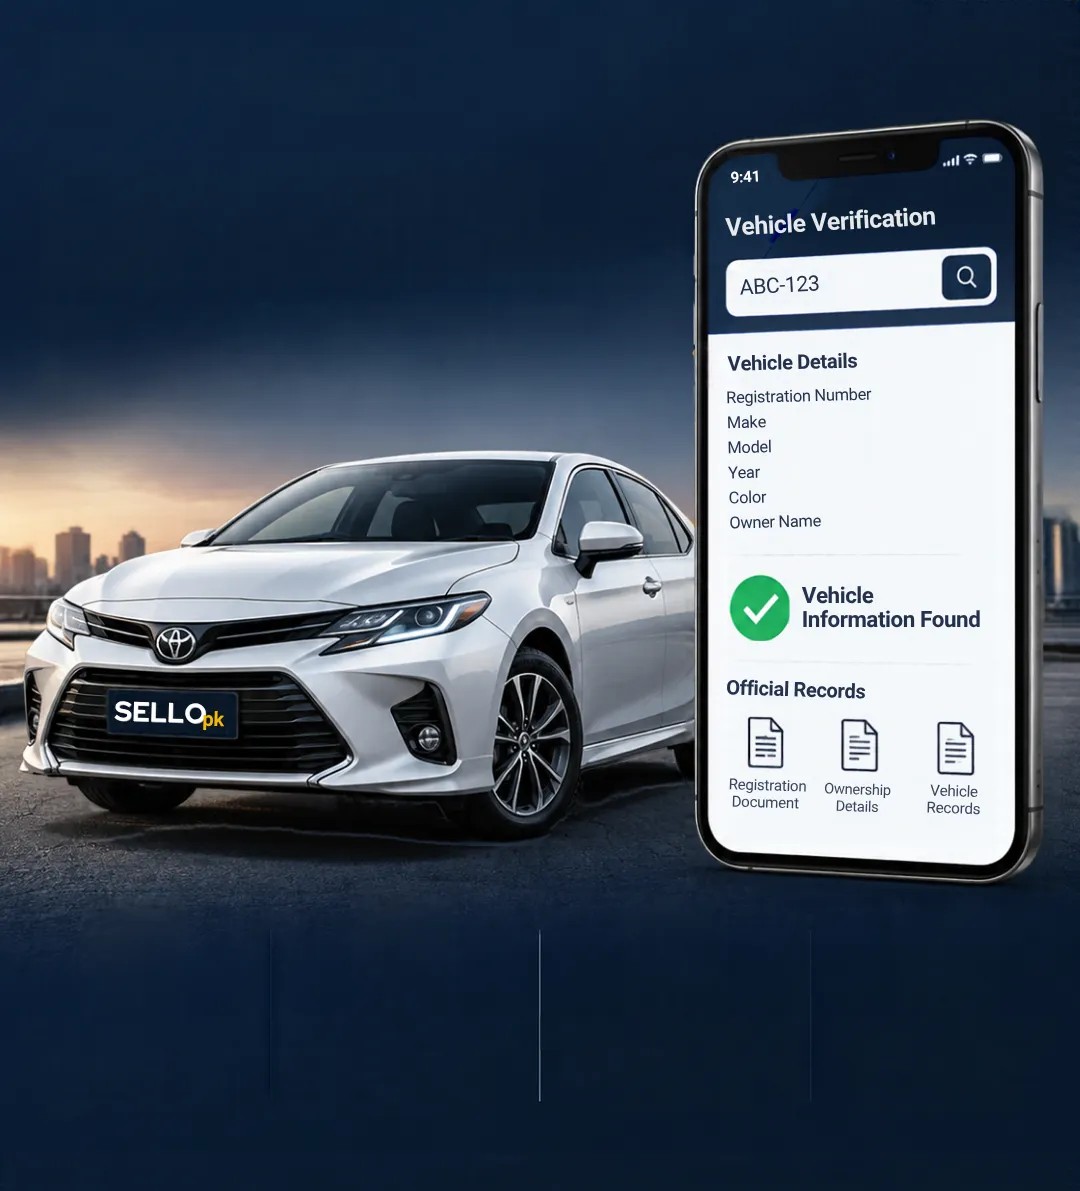 9:41
Vehicle Verification
ABC-123
Vehicle Details
Registration Number
Make
Model
Year
Color
Owner Name
Vehicle
Information Found
Official Records
Registration
Document
Ownership
Details
Vehicle
Records
SELLOpk